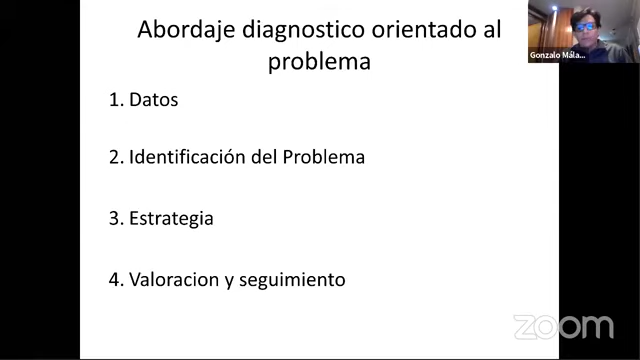 Abordaje diagnostico orientado al
problema
1. Datos
2. Identificación del Problema
3. Estrategia
4. Valoracion y seguimiento
Gonzalo Mála...
zoom